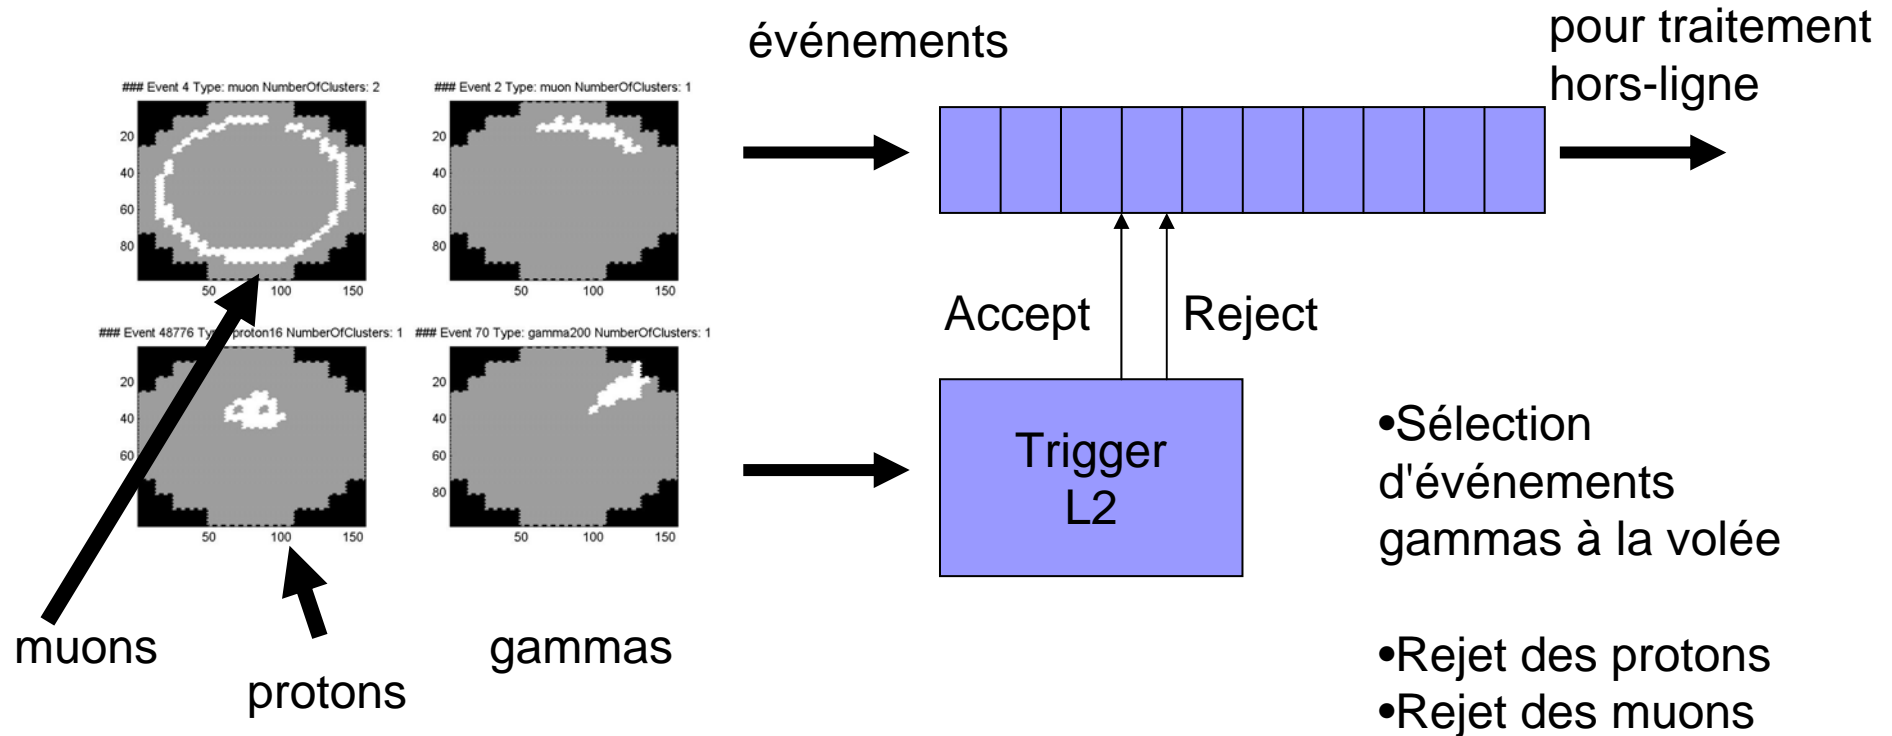 événements
pour traitement
hors-ligne
### Event 4 Type: muon NumberOfClusters: 2
### Event 2 Type: muon NumberOfClusters: 1
20
40
60
80
50 100 150
20
40
60
80
50 100 150
Accept
Reject
### Event 48776 Type: proton16 NumberOfClusters: 1
### Event 70 Type: gamma200 NumberOfClusters: 1
20
40
60
50 100 150
20
40
60
80
50 100 150
Trigger
L2
•Sélection
d'événements
gammas à la volée
•Rejet des protons
•Rejet des muons
muons
protons
gammas